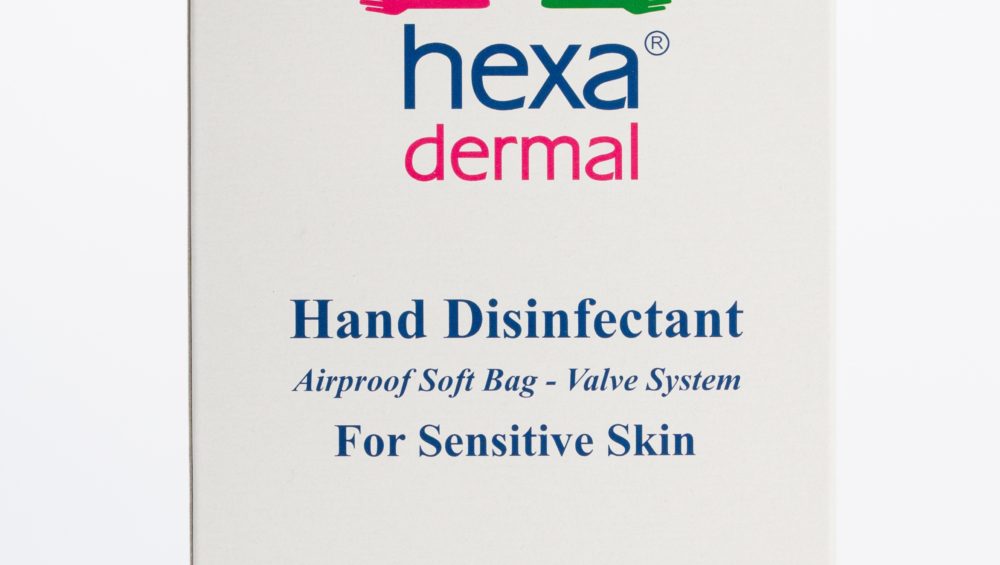 hexa®
dermal
Hand Disinfectant
Airproof Soft Bag - Valve System
For Sensitive Skin